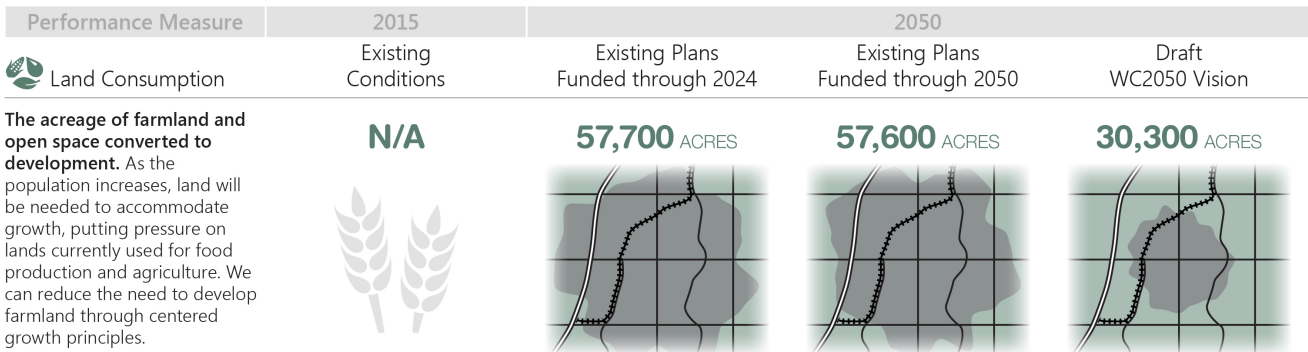 Performance Measure 2015 2050
Land Consumption
Existing
Conditions
Existing Plans
Funded through 2024
Existing Plans
Funded through 2050
Draft
WC2050 Vision
The acreage of farmland and
open space converted to
development. As the
population increases, land will
be needed to accommodate
growth, putting pressure on
lands currently used for food
production and agriculture. We
can reduce the need to develop
farmland through centered
growth principles.
N/A
57,700 ACRES
57,600 ACRES
30,300 ACRES